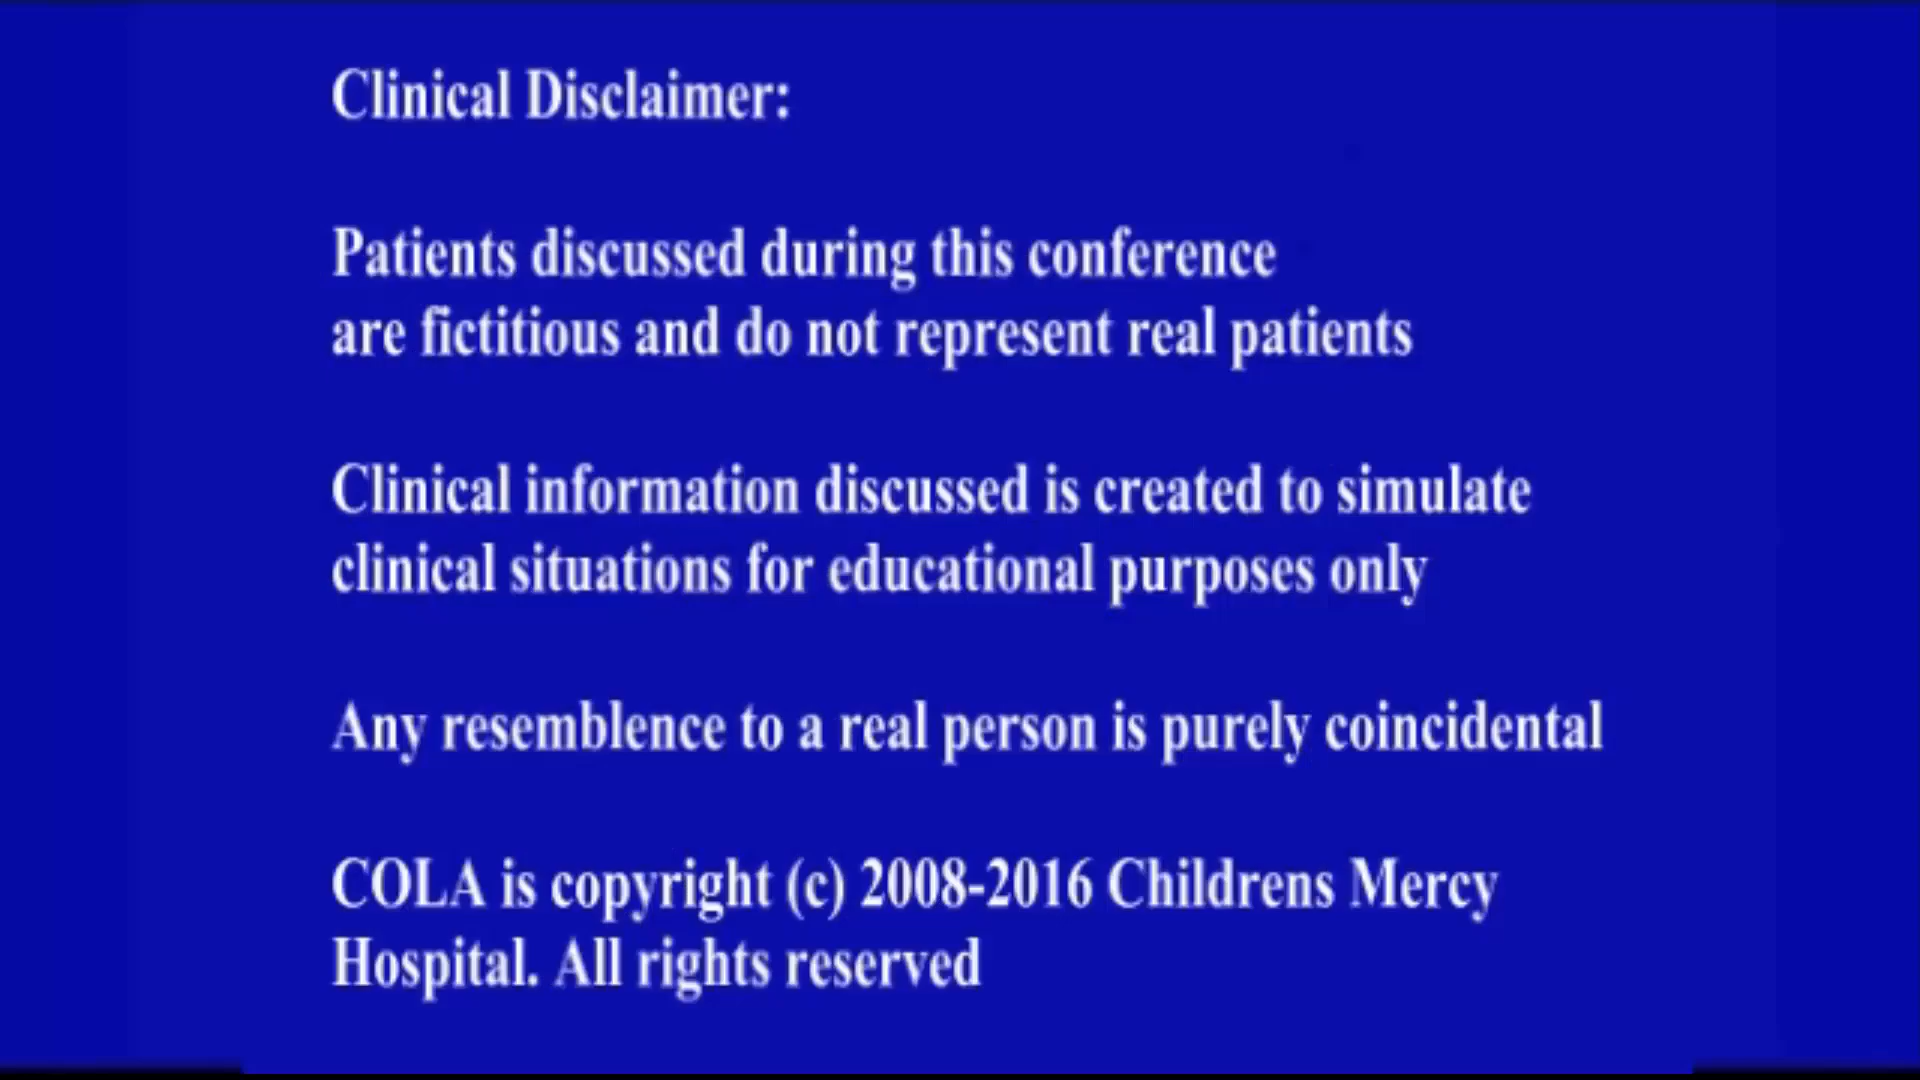 Clinical Disclaimer:
Patients discussed during this conference
are fictitious and do not represent real patients
Clinical information discussed is created to simulate
clinical situations for educational purposes only
Any resemblence to a real person is purely coincidental
COLA is copyright (c) 2008-2016 Childrens Mercy
Hospital. All rights reserved